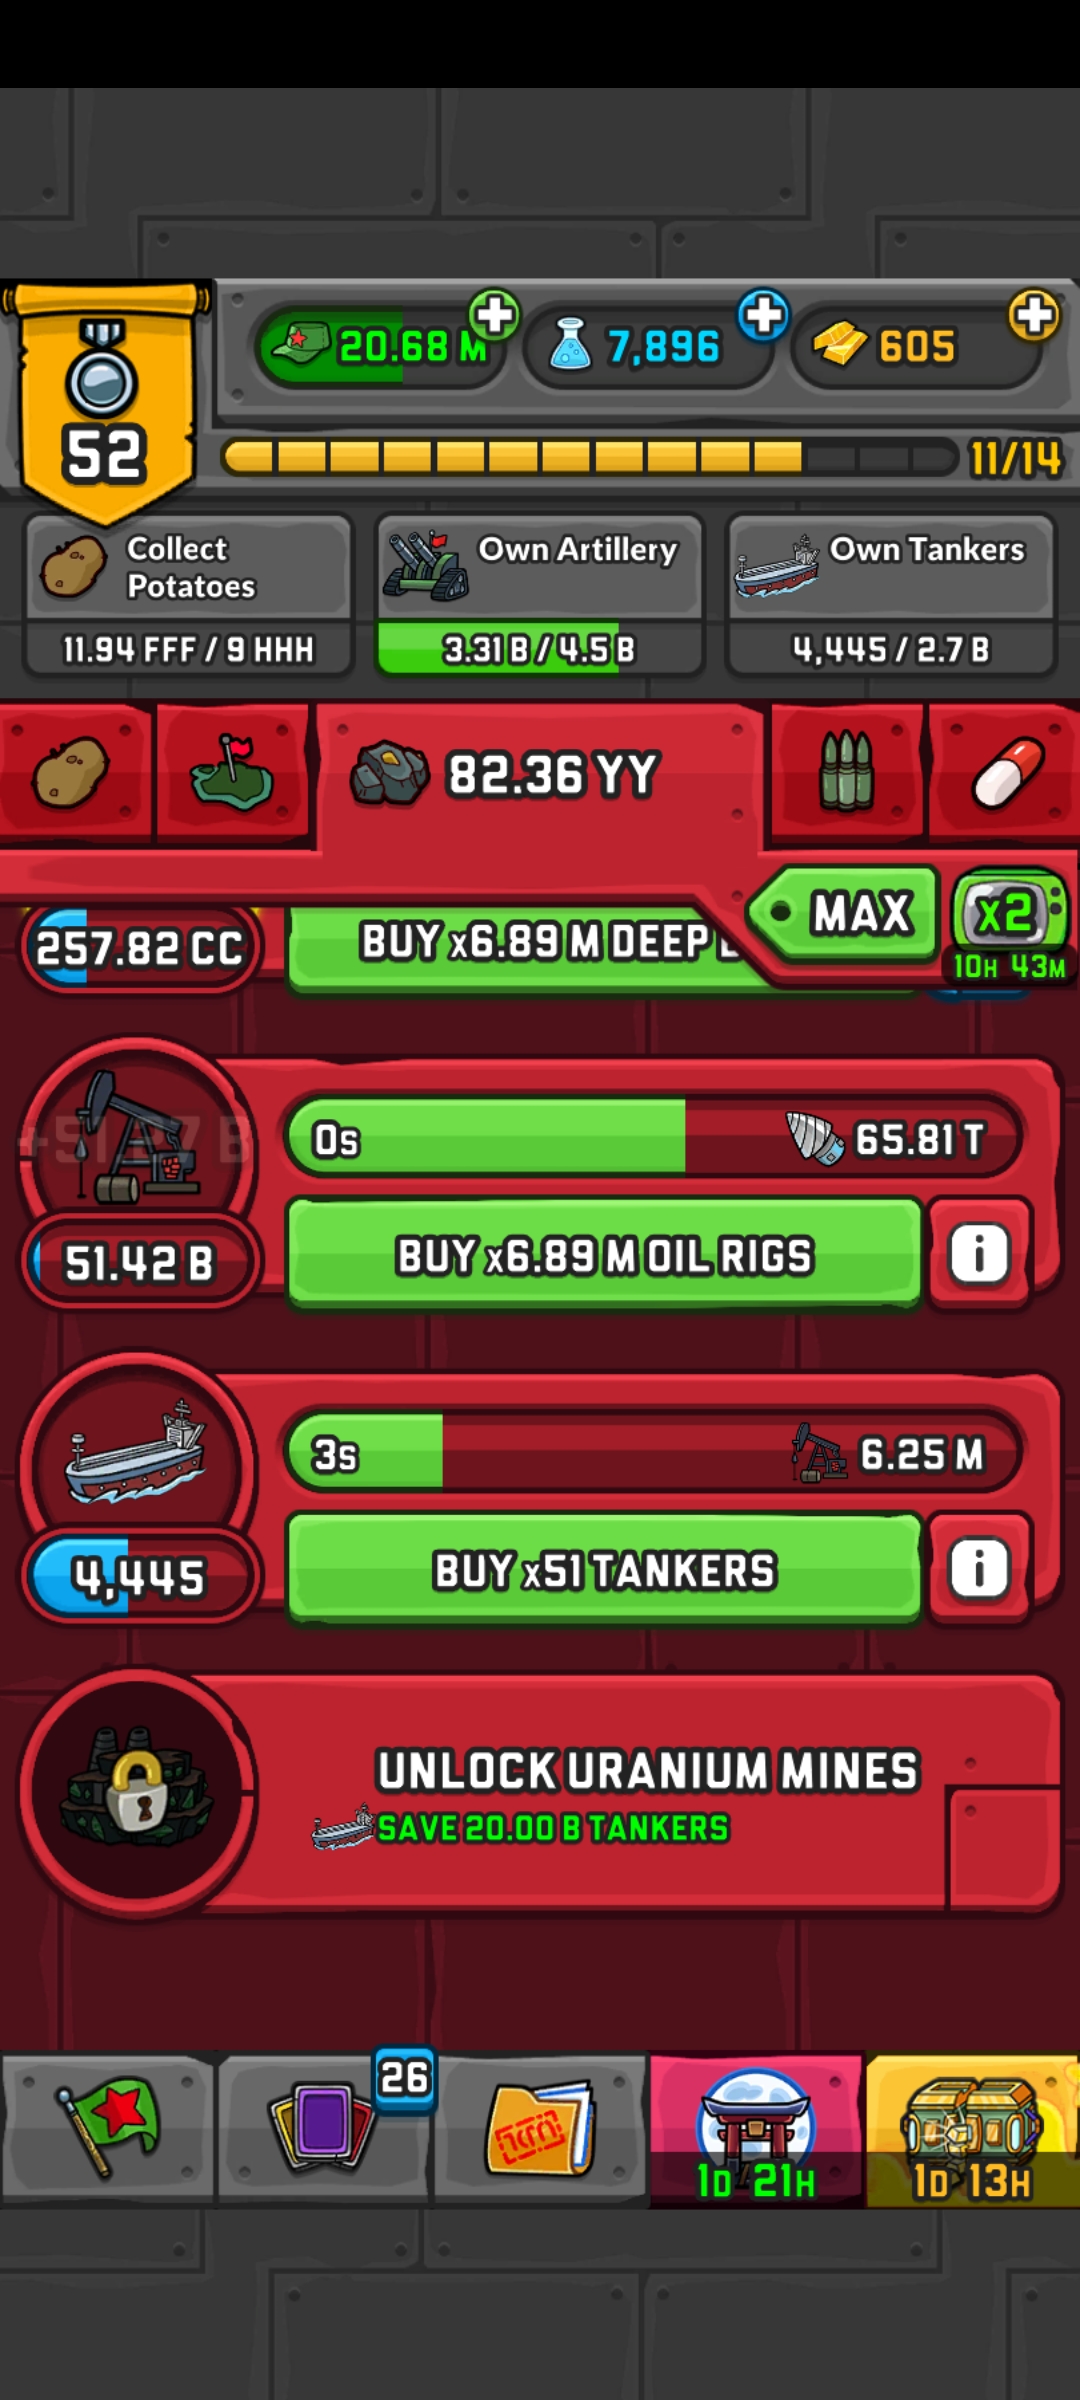 20.68 M
7,896
605
52
11/14
Collect
Potatoes
11.94 FFF / 9 HHH
Own Artillery
3.31 B / 4.5 B
Own Tankers
4,445 / 2.7 B
82.36 YY
MAX
x2
10H 43M
257.82 CC
BUY x6.89 M DEEP
0s
65.81 T
51.42 B
BUY x6.89 M OIL RIGS
i
3s
6.25 M
4,445
BUY x51 TANKERS
i
UNLOCK URANIUM MINES
SAVE 20.00 B TANKERS
26
1D 21H
1D 13H